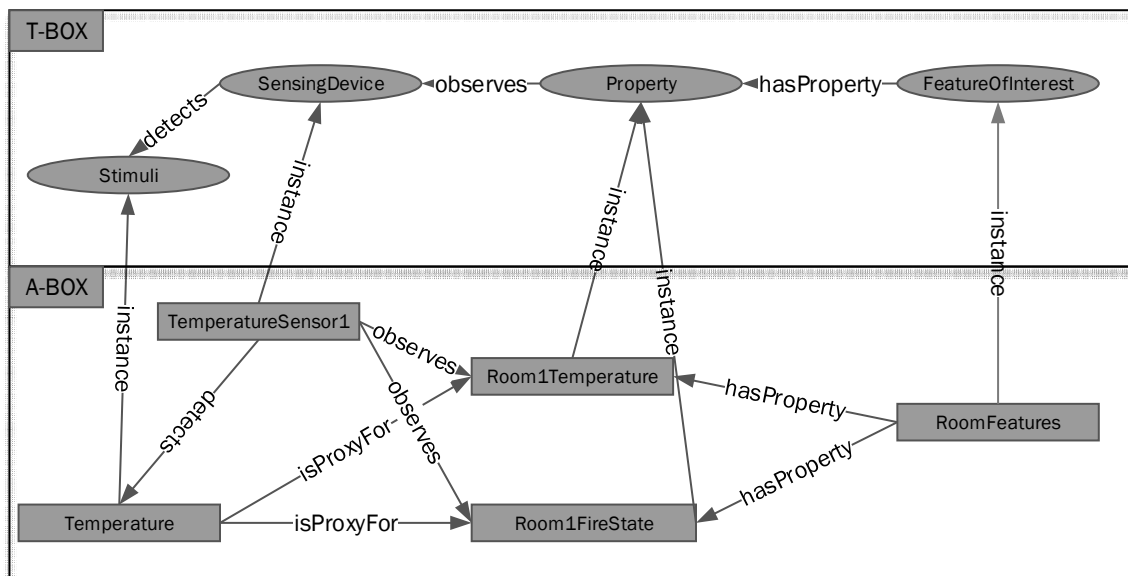 T-BOX
SensingDevice
observes
Property
hasProperty
FeatureOfInterest
detects
Stimuli
instance
instance
instance
instance
A-BOX
instance
TemperatureSensor1
observes
Room1Temperature
hasProperty
observes
RoomFeatures
detects
isProxyFor
hasProperty
Temperature
isProxyFor
Room1FireState